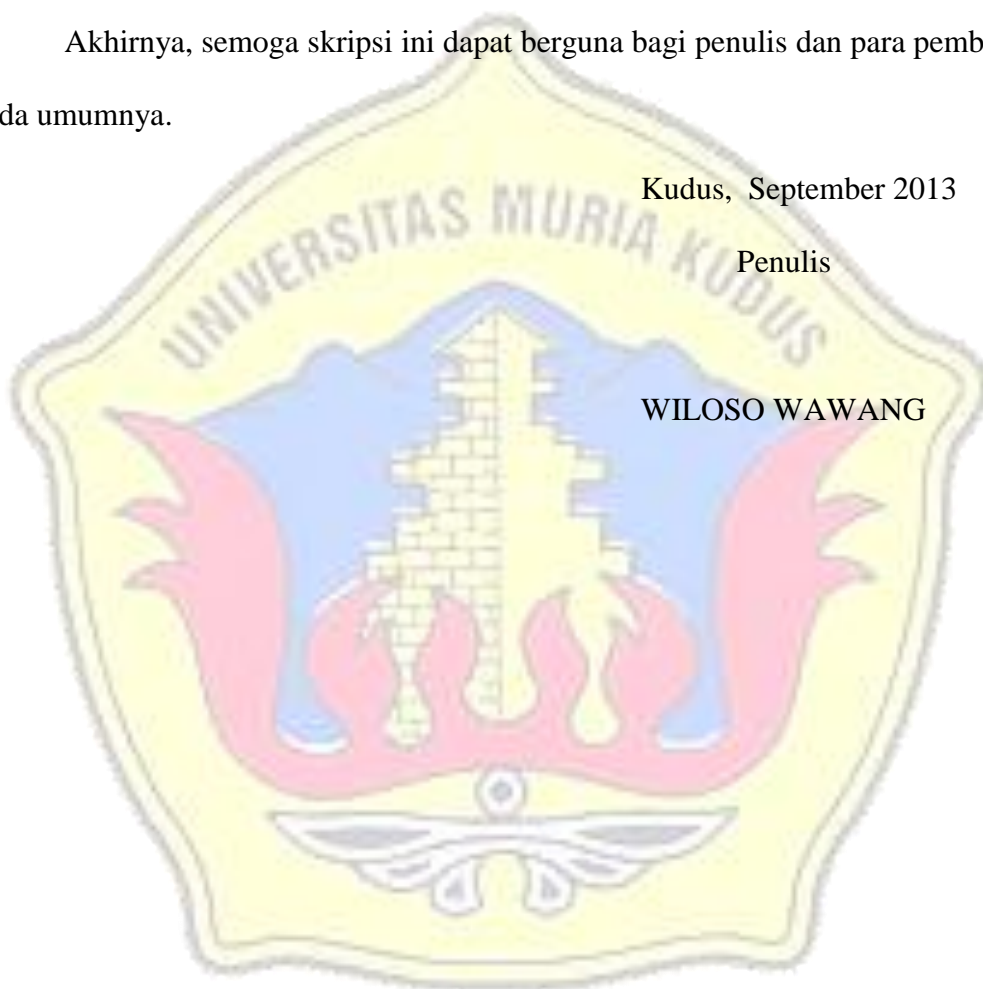 Akhirnya, semoga skripsi ini dapat berguna bagi penulis dan para pemb
da umumnya.
Kudus, September 2013
Penulis
WILOSO WAWANG
UNIVERSITAS MURIA KUDUS